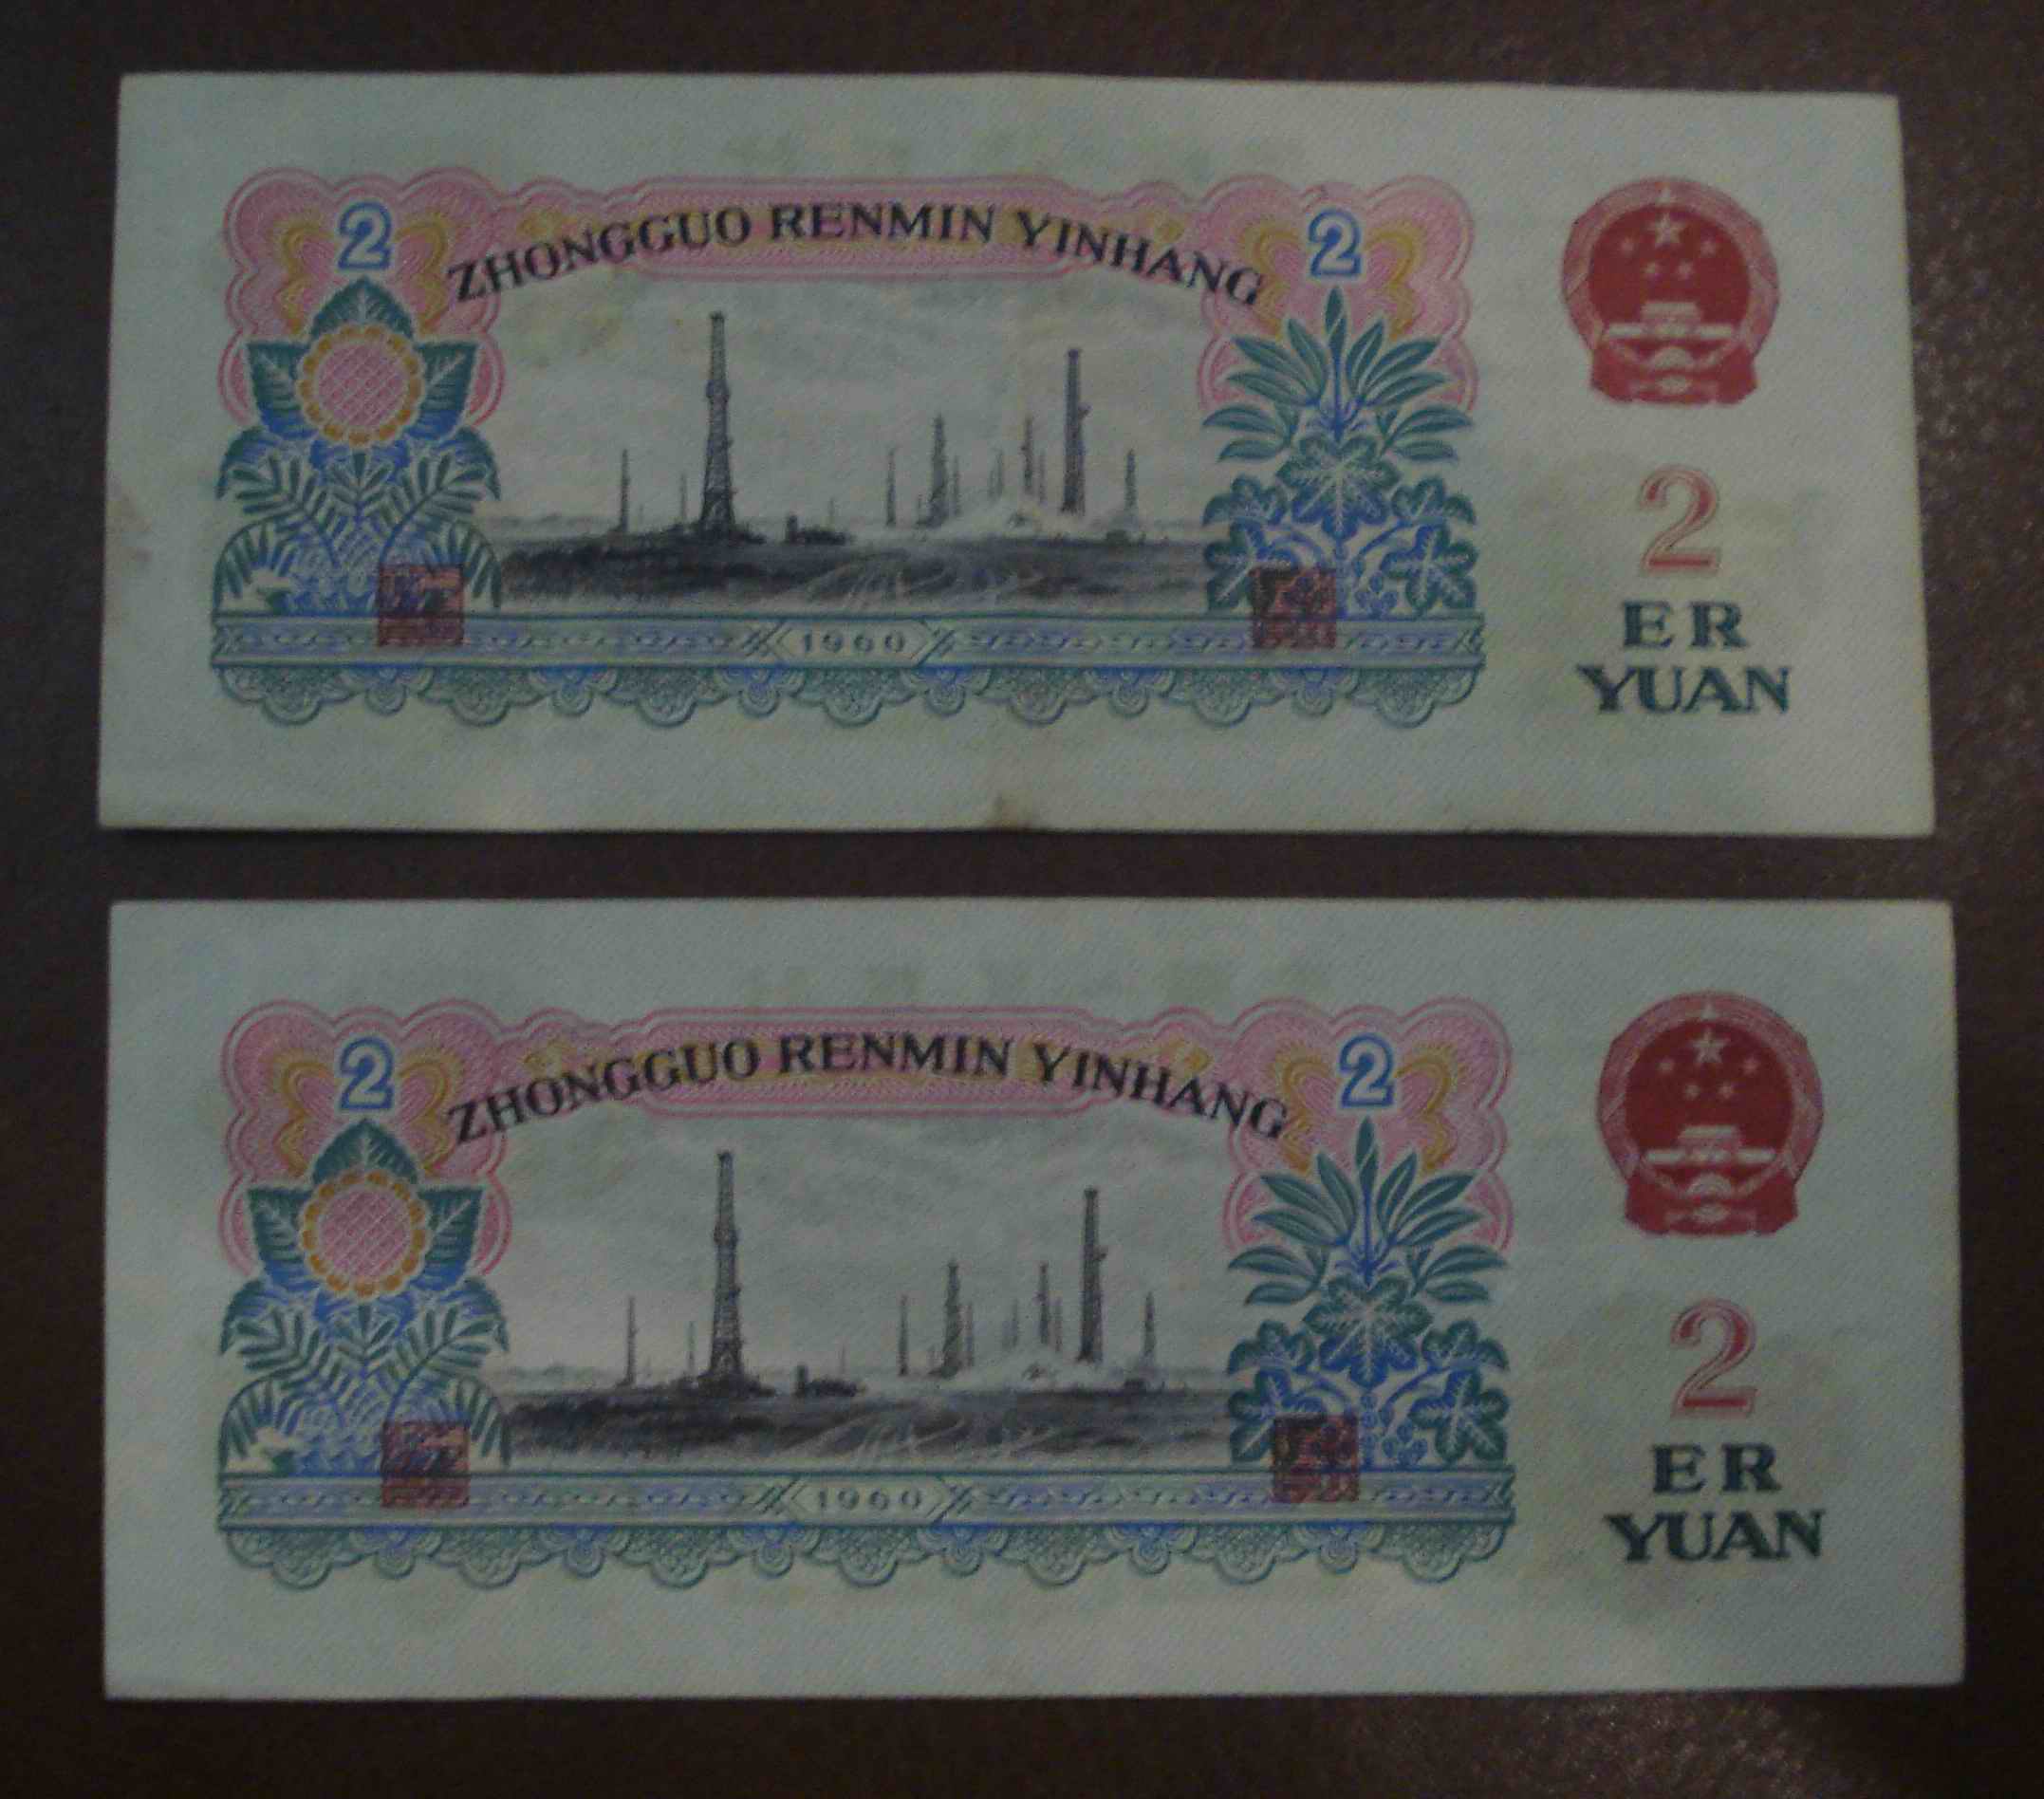 2 ZHONGGUO RENMIN YINHANG 2
1960
2
ER
YUAN
2 ZHONGGUO RENMIN YINHANG 2
1960
2
ER
YUAN